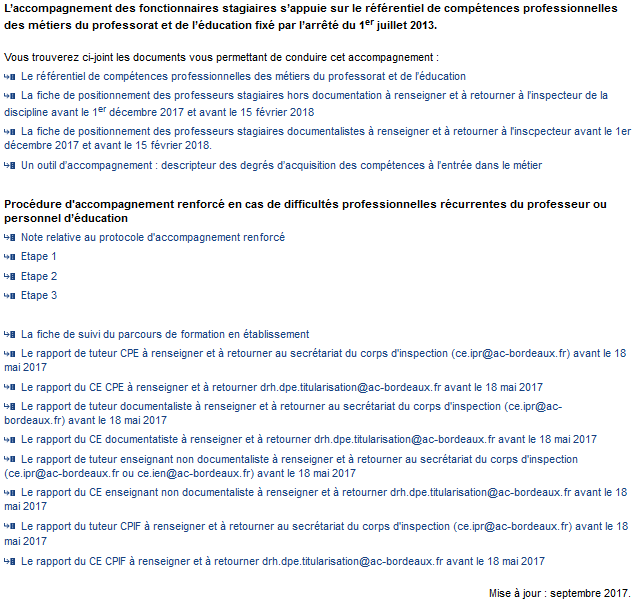 L'accompagnement des fonctionnaires stagiaires s'appuie sur le référentiel de compétences professionnelles
des métiers du professorat et de l'éducation fixé par l'arrêté du 1er juillet 2013.
Vous trouverez ci-joint les documents vous permettant de conduire cet accompagnement :
Le référentiel de compétences professionnelles des métiers du professorat et de l'éducation
La fiche de positionnement des professeurs stagiaires hors documentation à renseigner et à retourner à l'inspecteur de la
discipline avant le 1er décembre 2017 et avant le 15 février 2018
La fiche de positionnement des professeurs stagiaires documentalistes à renseigner et à retourner à l'inscpecteur avant le 1er
décembre 2017 et avant le 15 février 2018.
Un outil d'accompagnement : descripteur des degrés d'acquisition des compétences à l'entrée dans le métier
Procédure d'accompagnement renforcé en cas de difficultés professionnelles récurrentes du professeur ou
personnel d'éducation
Note relative au protocole d'accompagnement renforcé
Etape 1
Etape 2
Etape 3
La fiche de suivi du parcours de formation en établissement
Le rapport de tuteur CPE à renseigner et à retourner au secrétariat du corps d'inspection (ce.ipr@ac-bordeaux.fr) avant le 18
mai 2017
Le rapport du CE CPE à renseigner et à retourner drh.dpe.titularisation@ac-bordeaux.fr avant le 18 mai 2017
Le rapport de tuteur documentaliste à renseigner et à retourner au secrétariat du corps d'inspection (ce.ipr@ac-
bordeaux.fr) avant le 18 mai 2017
Le rapport du CE documentatiste à renseigner et à retourner drh.dpe.titularisation@ac-bordeaux.fr avant le 18 mai 2017
Le rapport de tuteur enseignant non documentaliste à renseigner et à retourner au secrétariat du corps d'inspection
(ce.ipr@ac-bordeaux.fr ou ce.ien@ac-bordeaux.fr) avant le 18 mai 2017
Le rapport du CE enseignant non documentaliste à renseigner et à retourner drh.dpe.titularisation@ac-bordeaux.fr avant le 18
mai 2017
Le rapport du tuteur CPIF à renseigner et à retourner au secrétariat du corps d'inspection (ce.ipr@ac-bordeaux.fr) avant le 18
mai 2017
Le rapport du CE CPIF à renseigner et à retourner drh.dpe.titularisation@ac-bordeaux.fr avant le 18 mai 2017
Mise à jour : septembre 2017.